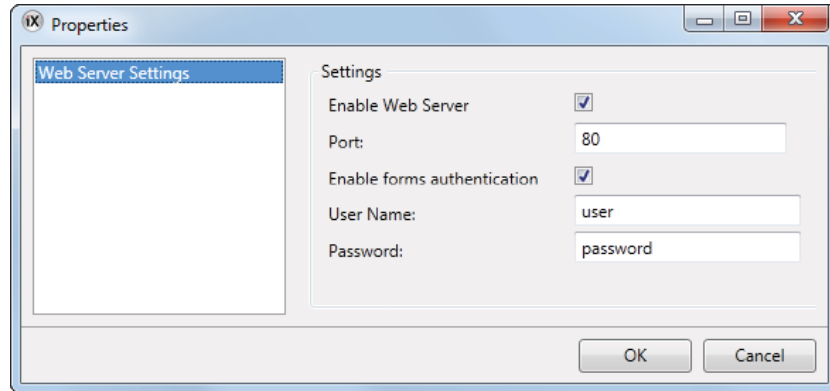 iX Properties
Web Server Settings
Settings
Enable Web Server
Port: 80
Enable forms authentication
User Name: user
Password: password
OK Cancel